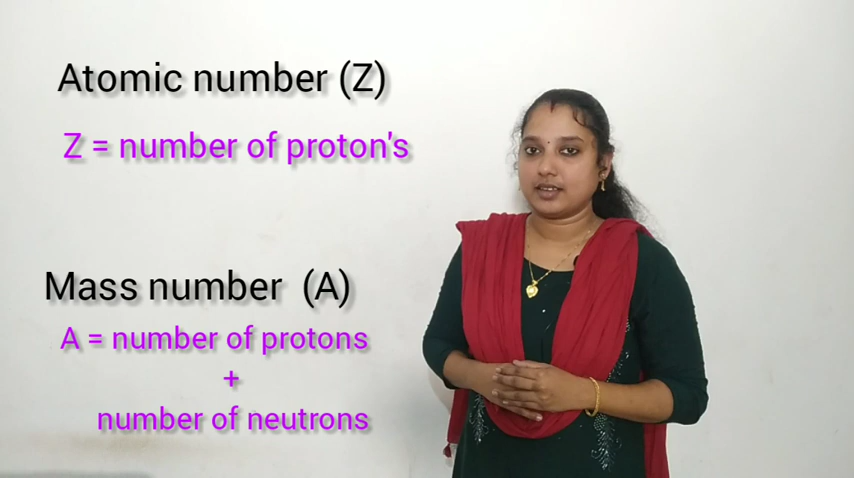 Atomic number (Z)
Z = number of proton's
Mass number (A)
A = number of protons
+
number of neutrons